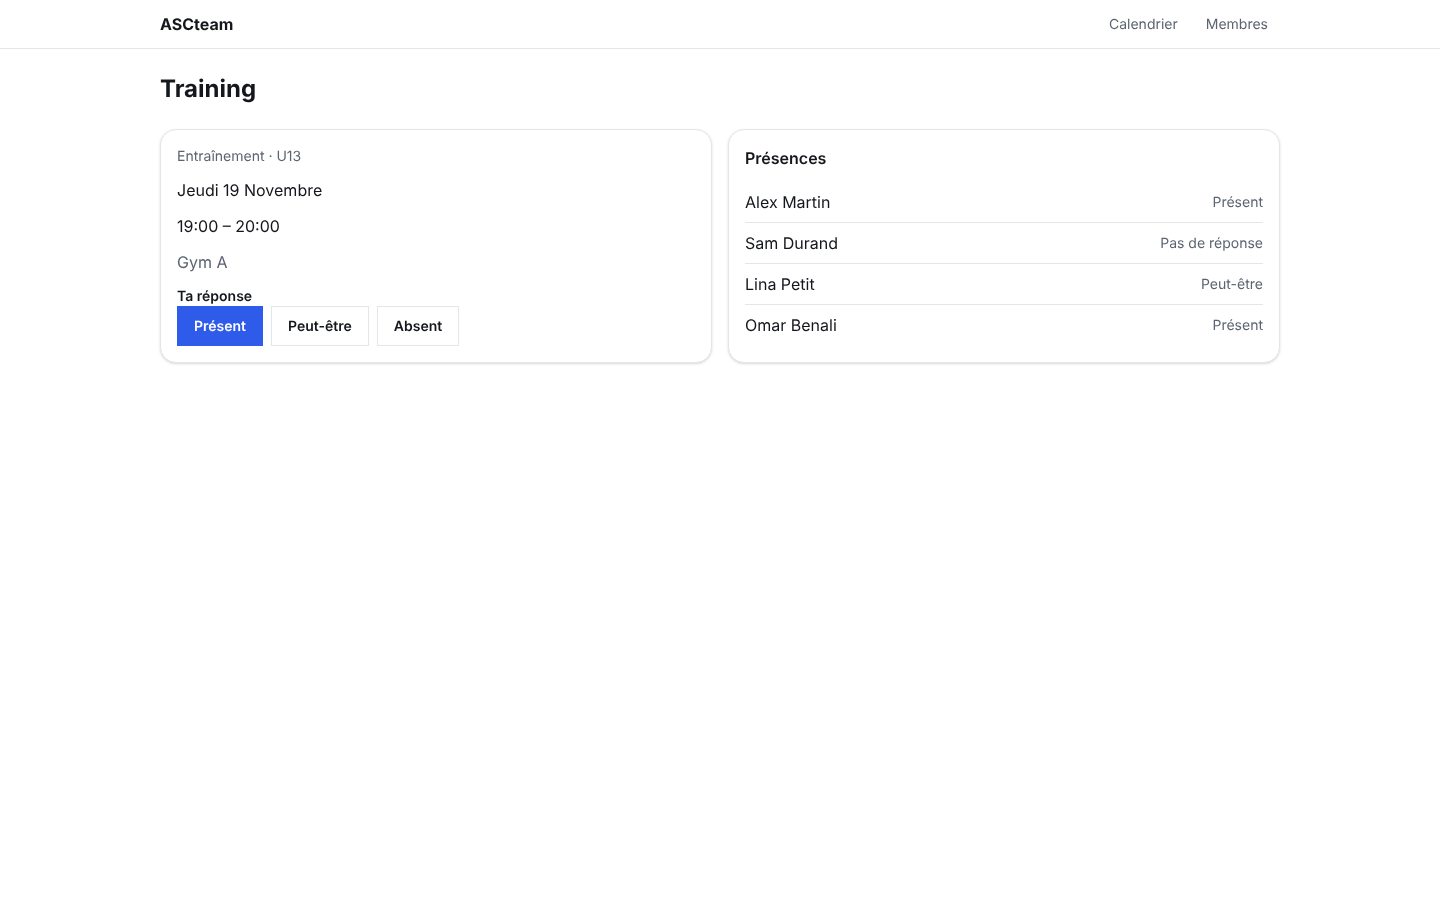 ASCteam
Calendrier
Membres
Training
Entraînement · U13
Jeudi 19 Novembre
19:00 – 20:00
Gym A
Ta réponse
Présent
Peut-être
Absent
Présences
Alex Martin
Présent
Sam Durand
Pas de réponse
Lina Petit
Peut-être
Omar Benali
Présent